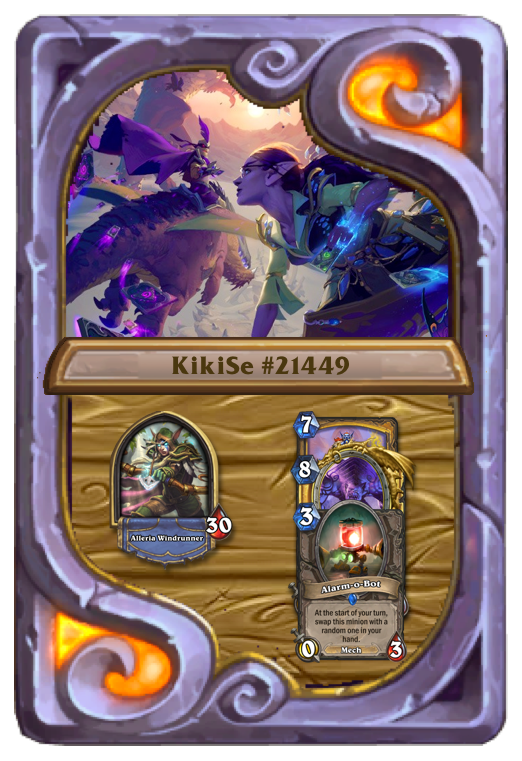 KikiSe #21449
7
8
3
30
Alleria Windrunner
Alarm-o-Bot
At the start of your turn,
swap this minion with a
random one in your
hand.
0
Mech
3